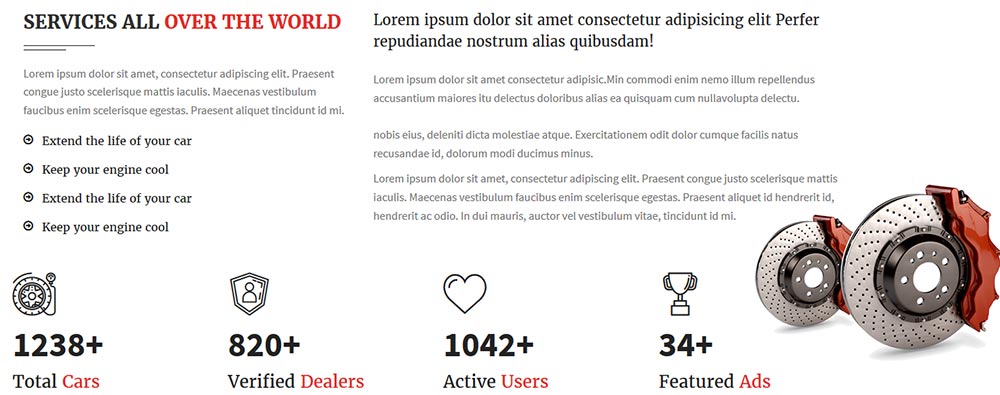 SERVICES ALL OVER THE WORLD
Lorem ipsum dolor sit amet, consectetur adipiscing elit. Praesent
congue justo scelerisque mattis iaculis. Maecenas vestibulum
faucibus enim scelerisque egestas. Praesent aliquet tincidunt id mi.
Extend the life of your car
Keep your engine cool
Extend the life of your car
Keep your engine cool
Lorem ipsum dolor sit amet consectetur adipisicing elit Perfer
repudiandae nostrum alias quibusdam!
Lorem ipsum dolor sit amet consectetur adipisic.Min commodi enim nemo illum repellendus
accusantium maiores itu delectus doloribus alias ea quisquam cum nullavolupta delectu.
nobis eius, deleniti dicta molestiae atque. Exercitationem odit dolor cumque facilis natus
recusandae id, dolorum modi ducimus minus.
Lorem ipsum dolor sit amet, consectetur adipiscing elit. Praesent congue justo scelerisque mattis
iaculis. Maecenas vestibulum faucibus enim scelerisque egestas. Praesent aliquet id hendrerit id,
hendrerit ac odio. In dui mauris, auctor vel vestibulum vitae, tincidunt id mi.
1238+
Total Cars
820+
Verified Dealers
1042+
Active Users
34+
Featured Ads